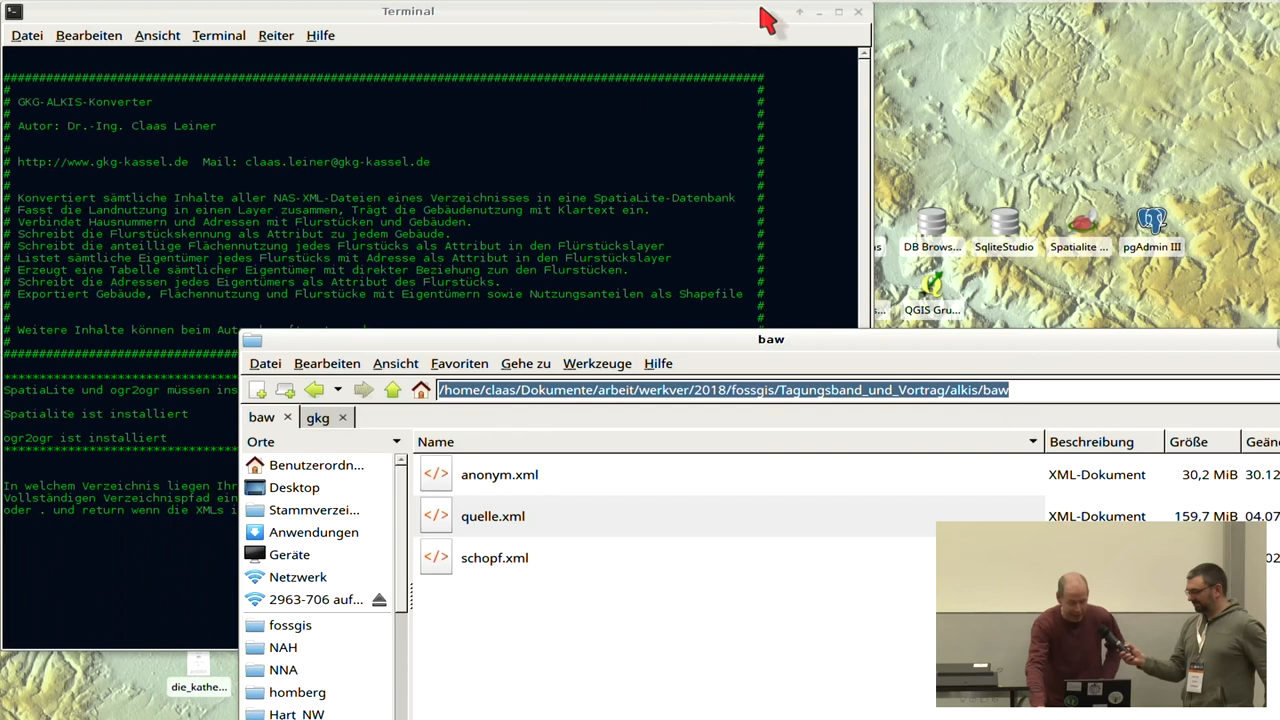 Terminal
Datei Bearbeiten Ansicht Terminal Reiter Hilfe
##########################################################################################################
# #
# GKG-ALKIS-Konverter #
# #
# Autor: Dr.-Ing. Claas Leiner #
# #
# #
# http://www.gkg-kassel.de Mail: claas.leiner@gkg-kassel.de #
# #
# #
# Konvertiert sämtliche Inhalte aller NAS-XML-Dateien eines Verzeichnisses in eine SpatiaLite-Datenbank #
# Fasst die Landnutzung in einen Layer zusammen, Trägt die Gebäudenutzung mit Klartext ein. #
# Verbindet Hausnummern und Adressen mit Flurstücken und Gebäuden. #
# Schreibt die Flurstückskennung als Attribut zu jedem Gebäude. #
# Schreibt die anteillige Flächennutzung jedes Flurstücks als Attribut in den Flürstückslayer #
# Listet sämtliche Eigentümer jedes Flurstücks mit Adresse als Attribut in den Flurstückslayer #
# Erzeugt eine Tabelle sämtlicher Eigentümer mit direkter Beziehung zun den Flurstücken. #
# Schreibt die Adressen jedes Eigentümers als Attribut des Flurstücks. #
# Exportiert Gebäude, Flächennutzung und Flurstücke mit Eigentümern sowie Nutzungsanteilen als Shapefile #
# #
# Weitere Inhalte können beim #
#
##################################
**********************************
SpatiaLite und ogr2ogr müssen ins
Spatialite ist installiert
ogr2ogr ist installiert
**********************************
In welchem Verzeichnis liegen Ihr
Vollständigen Verzeichnispfad ein
oder . und return wenn die XMLs i
DB Brows... SqliteStudio Spatialite ... pgAdmin III
QGIS Gru...
die_kathe...
baw
Datei Bearbeiten Ansicht Favoriten Gehe zu Werkzeuge Hilfe
/home/claas/Dokumente/arbeit/werkver/2018/fossgis/Tagungsband_und_Vortrag/alkis/baw
baw gkg
Orte Name Beschreibung Größe Geänd
Benutzerordn...
Desktop
Stammverzei...
Anwendungen
Geräte
Netzwerk
2963-706 auf...
fossgis
NAH
NNA
homberg
Hart_NW
anonym.xml XML-Dokument 30,2 MiB 30.12
quelle.xml XML-Dokument 159,7 MiB 04.07
schopf.xml